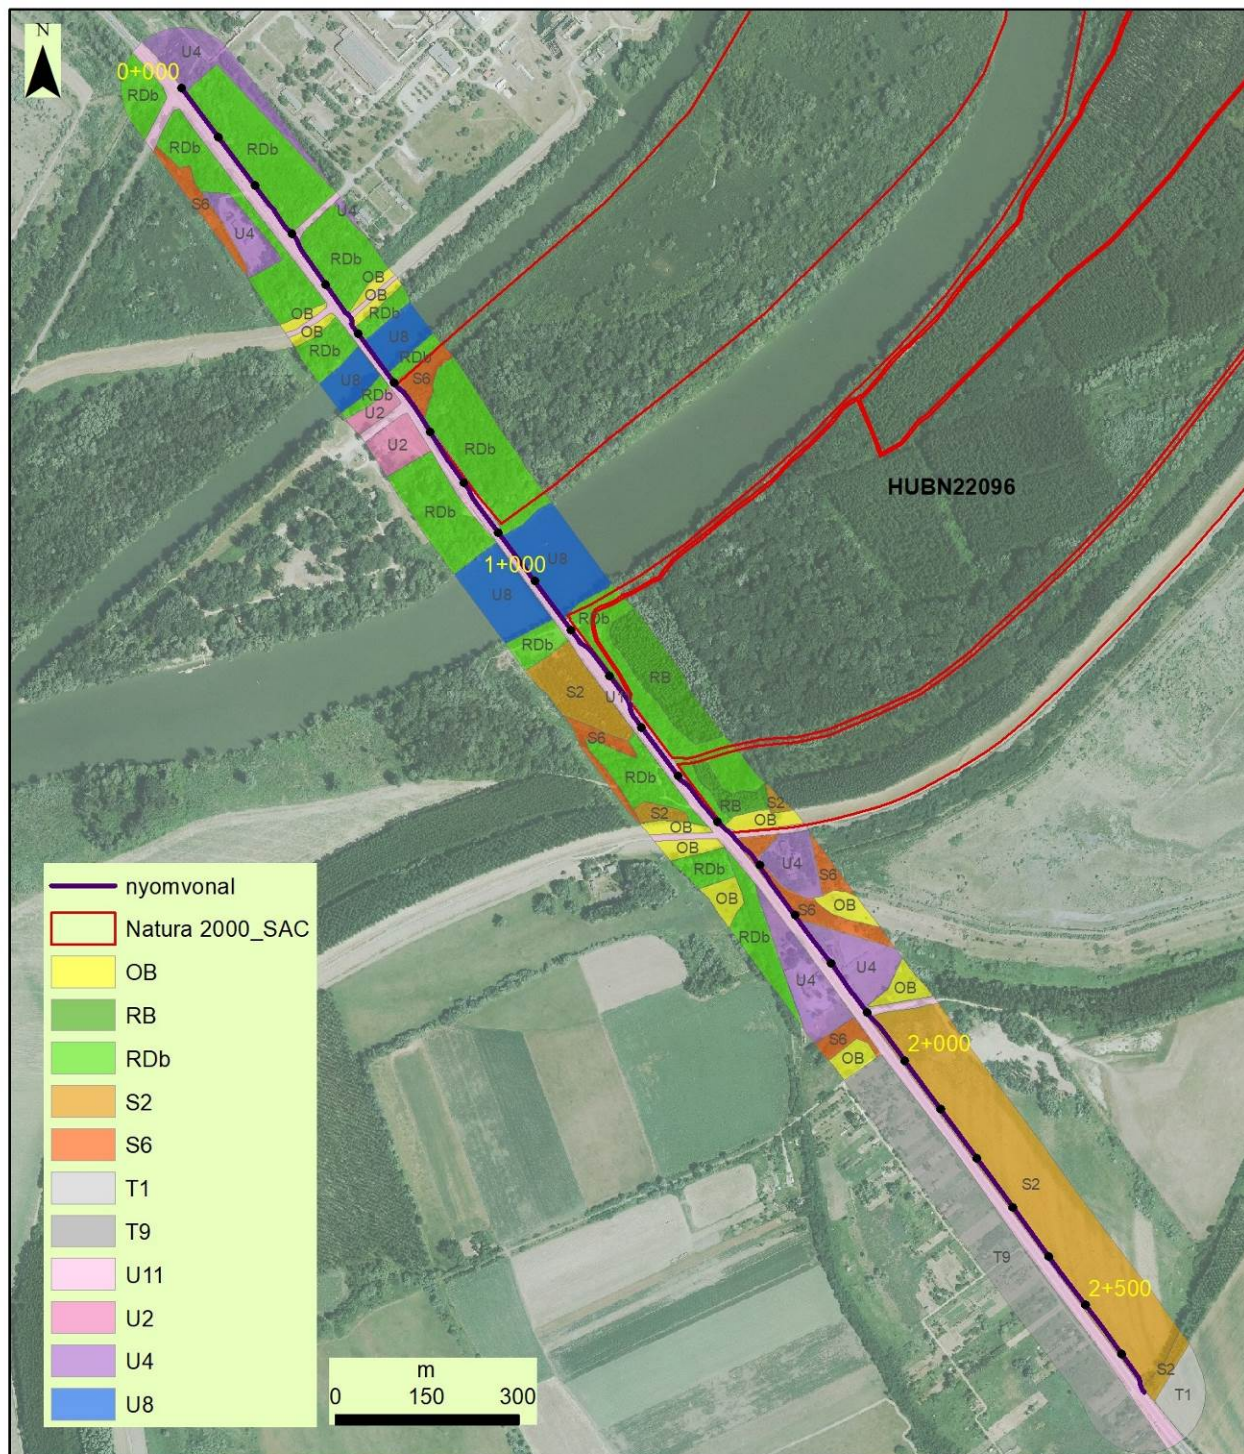 N
U4
0+000
RDb
RDb
RDb
S6
U4
U4
RDb
OB
OB
RDb
OB
OB
RDb
U8
U8
RDb
S6
RDb
U2
U2
RDb
RDb
HUBN22096
U8
1+000
U8
RDb
RDb
RB
S2
S6
RDb
S2
RB
S2
OB
OB
OB
U4
S6
RDb
OB
S6
OB
RDb
U4
U4
OB
S6
OB
2+000
S2
T9
2+500
S2
T1
nyomvonal
Natura 2000_SAC
OB
RB
RDb
S2
S6
T1
T9
U11
U2
U4
U8
m
0 150 300